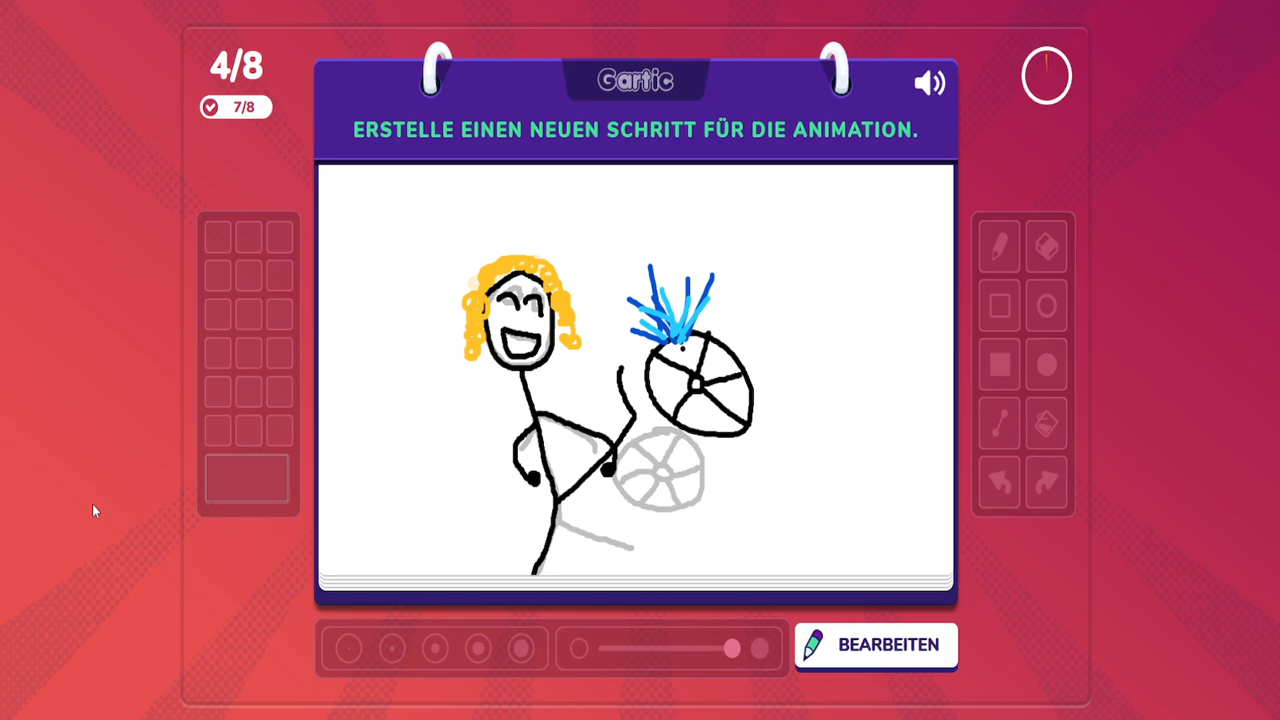 4/8
7/8
Gartic
ERSTELLE EINEN NEUEN SCHRITT FÜR DIE ANIMATION.
BEARBEITEN